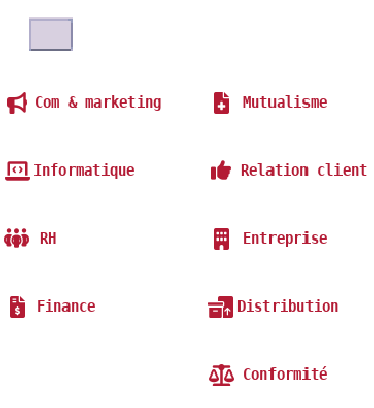 Com & marketing
Mutualisme
Informatique
Relation client
RH
Entreprise
Finance
Distribution
Conformité